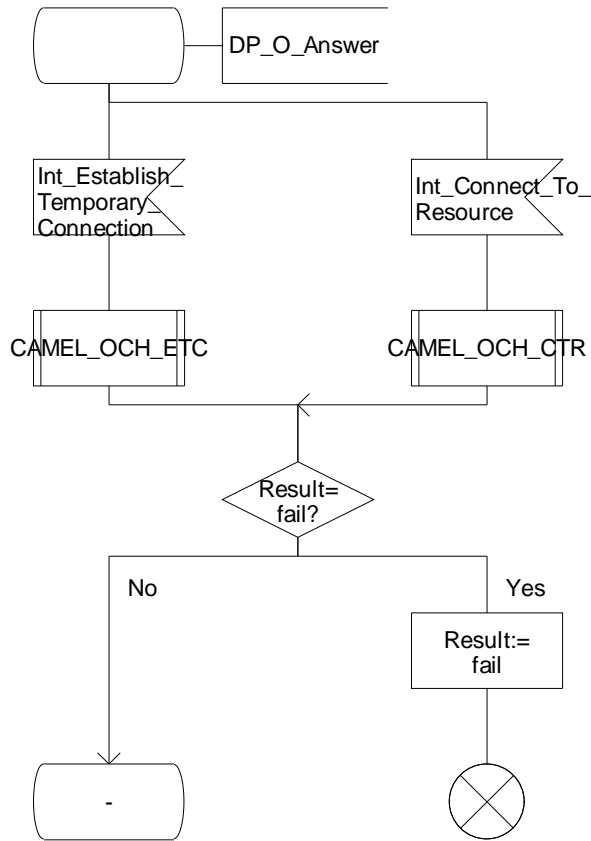 DP_O_Answer
Int_Establish_
Temporary_
Connection
Int_Connect_To_
Resource
CAMEL_OCH_ETC
CAMEL_OCH_CTR
Result=
fail?
No
Yes
Result:=
fail
-